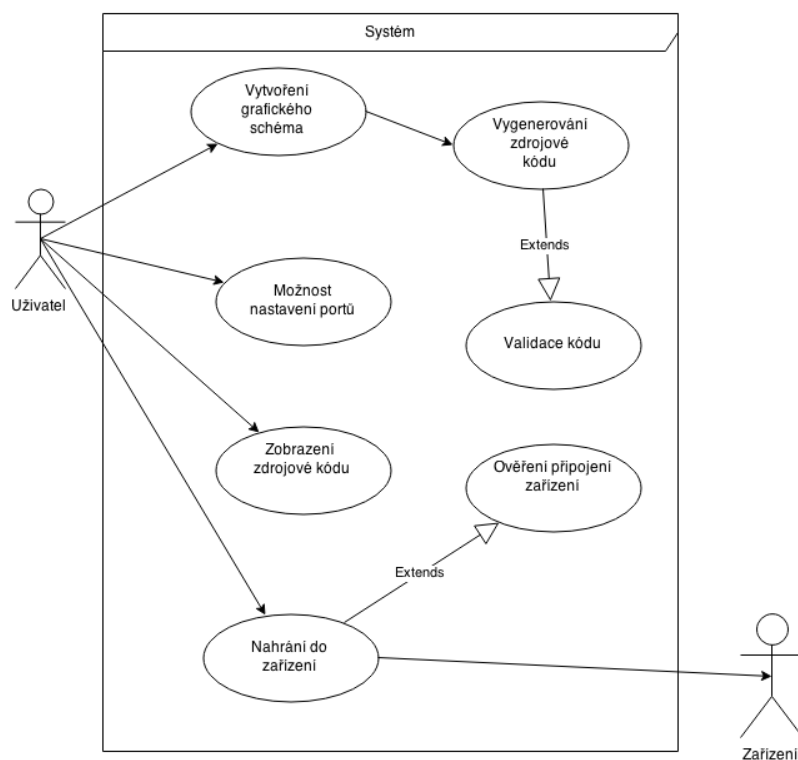 Systém
Vytvoření
grafického
schéma
Vygenerování
zdrojové
kódu
Extends
Uživatel
Možnost
nastavení portů
Validace kódu
Zobrazení
zdrojové kódu
Ověření připojení
zařízení
Extends
Nahrání do
zařízení
Zařízení